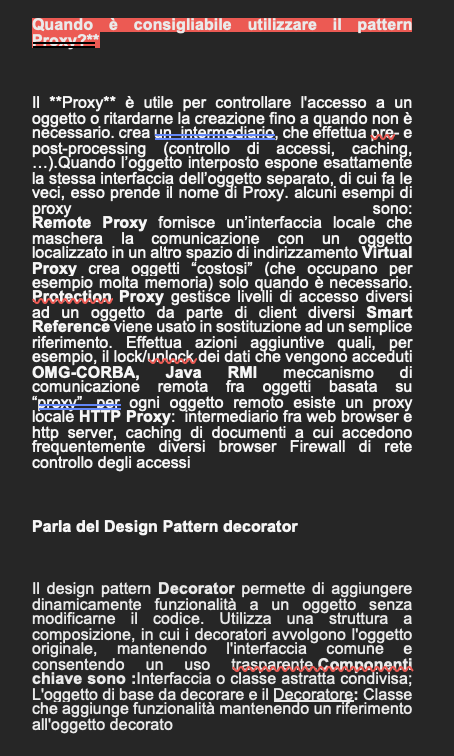 Quando è consigliabile utilizzare il pattern
Proxy?**
Il **Proxy** è utile per controllare l'accesso a un
oggetto o ritardarne la creazione fino a quando non è
necessario. crea un intermediario, che effettua pre- e
post-processing (controllo di accessi, caching,
…).Quando l'oggetto interposto espone esattamente
la stessa interfaccia dell'oggetto separato, di cui fa le
veci, esso prende il nome di Proxy. alcuni esempi di
proxy sono:
Remote Proxy fornisce un'interfaccia locale che
maschera la comunicazione con un oggetto
localizzato in un altro spazio di indirizzamento Virtual
Proxy crea oggetti “costosi” (che occupano per
esempio molta memoria) solo quando è necessario.
Protection Proxy gestisce livelli di accesso diversi
ad un oggetto da parte di client diversi Smart
Reference viene usato in sostituzione ad un semplice
riferimento. Effettua azioni aggiuntive quali, per
esempio, il lock/unlock dei dati che vengono acceduti
OMG-CORBA, Java RMI meccanismo di
comunicazione remota fra oggetti basata su
“proxy” per ogni oggetto remoto esiste un proxy
locale HTTP Proxy: intermediario fra web browser e
http server, caching di documenti a cui accedono
frequentemente diversi browser Firewall di rete
controllo degli accessi
Parla del Design Pattern decorator
Il design pattern Decorator permette di aggiungere
dinamicamente funzionalità a un oggetto senza
modificarne il codice. Utilizza una struttura a
composizione, in cui i decoratori avvolgono l'oggetto
originale, mantenendo l'interfaccia comune e
consentendo un uso trasparente.Componenti
chiave sono :Interfaccia o classe astratta condivisa;
L'oggetto di base da decorare e il Decoratore: Classe
che aggiunge funzionalità mantenendo un riferimento
all'oggetto decorato